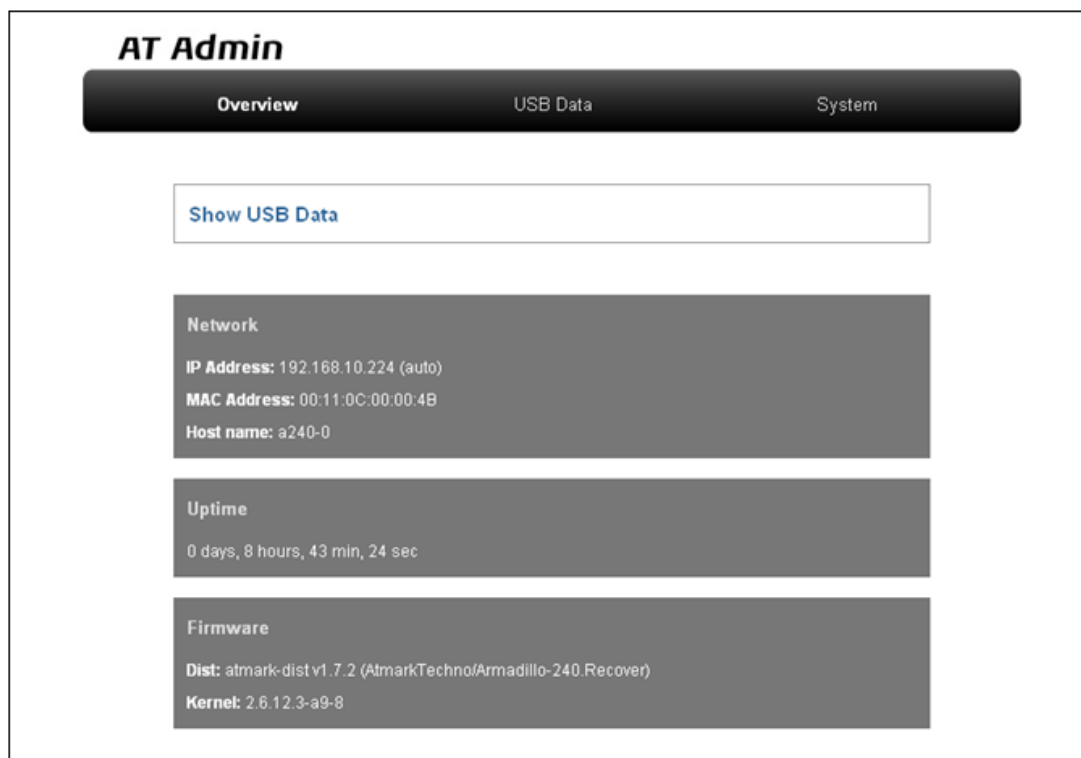 AT Admin
Overview USB Data System
Show USB Data
Network
IP Address: 192.168.10.224 (auto)
MAC Address: 00:11:0C:00:00:4B
Host name: a240-0
Uptime
0 days, 8 hours, 43 min, 24 sec
Firmware
Dist: atmark-dist v1.7.2 (AtmarkTechno/Armadillo-240.Recover)
Kernel: 2.6.12.3-a9-8